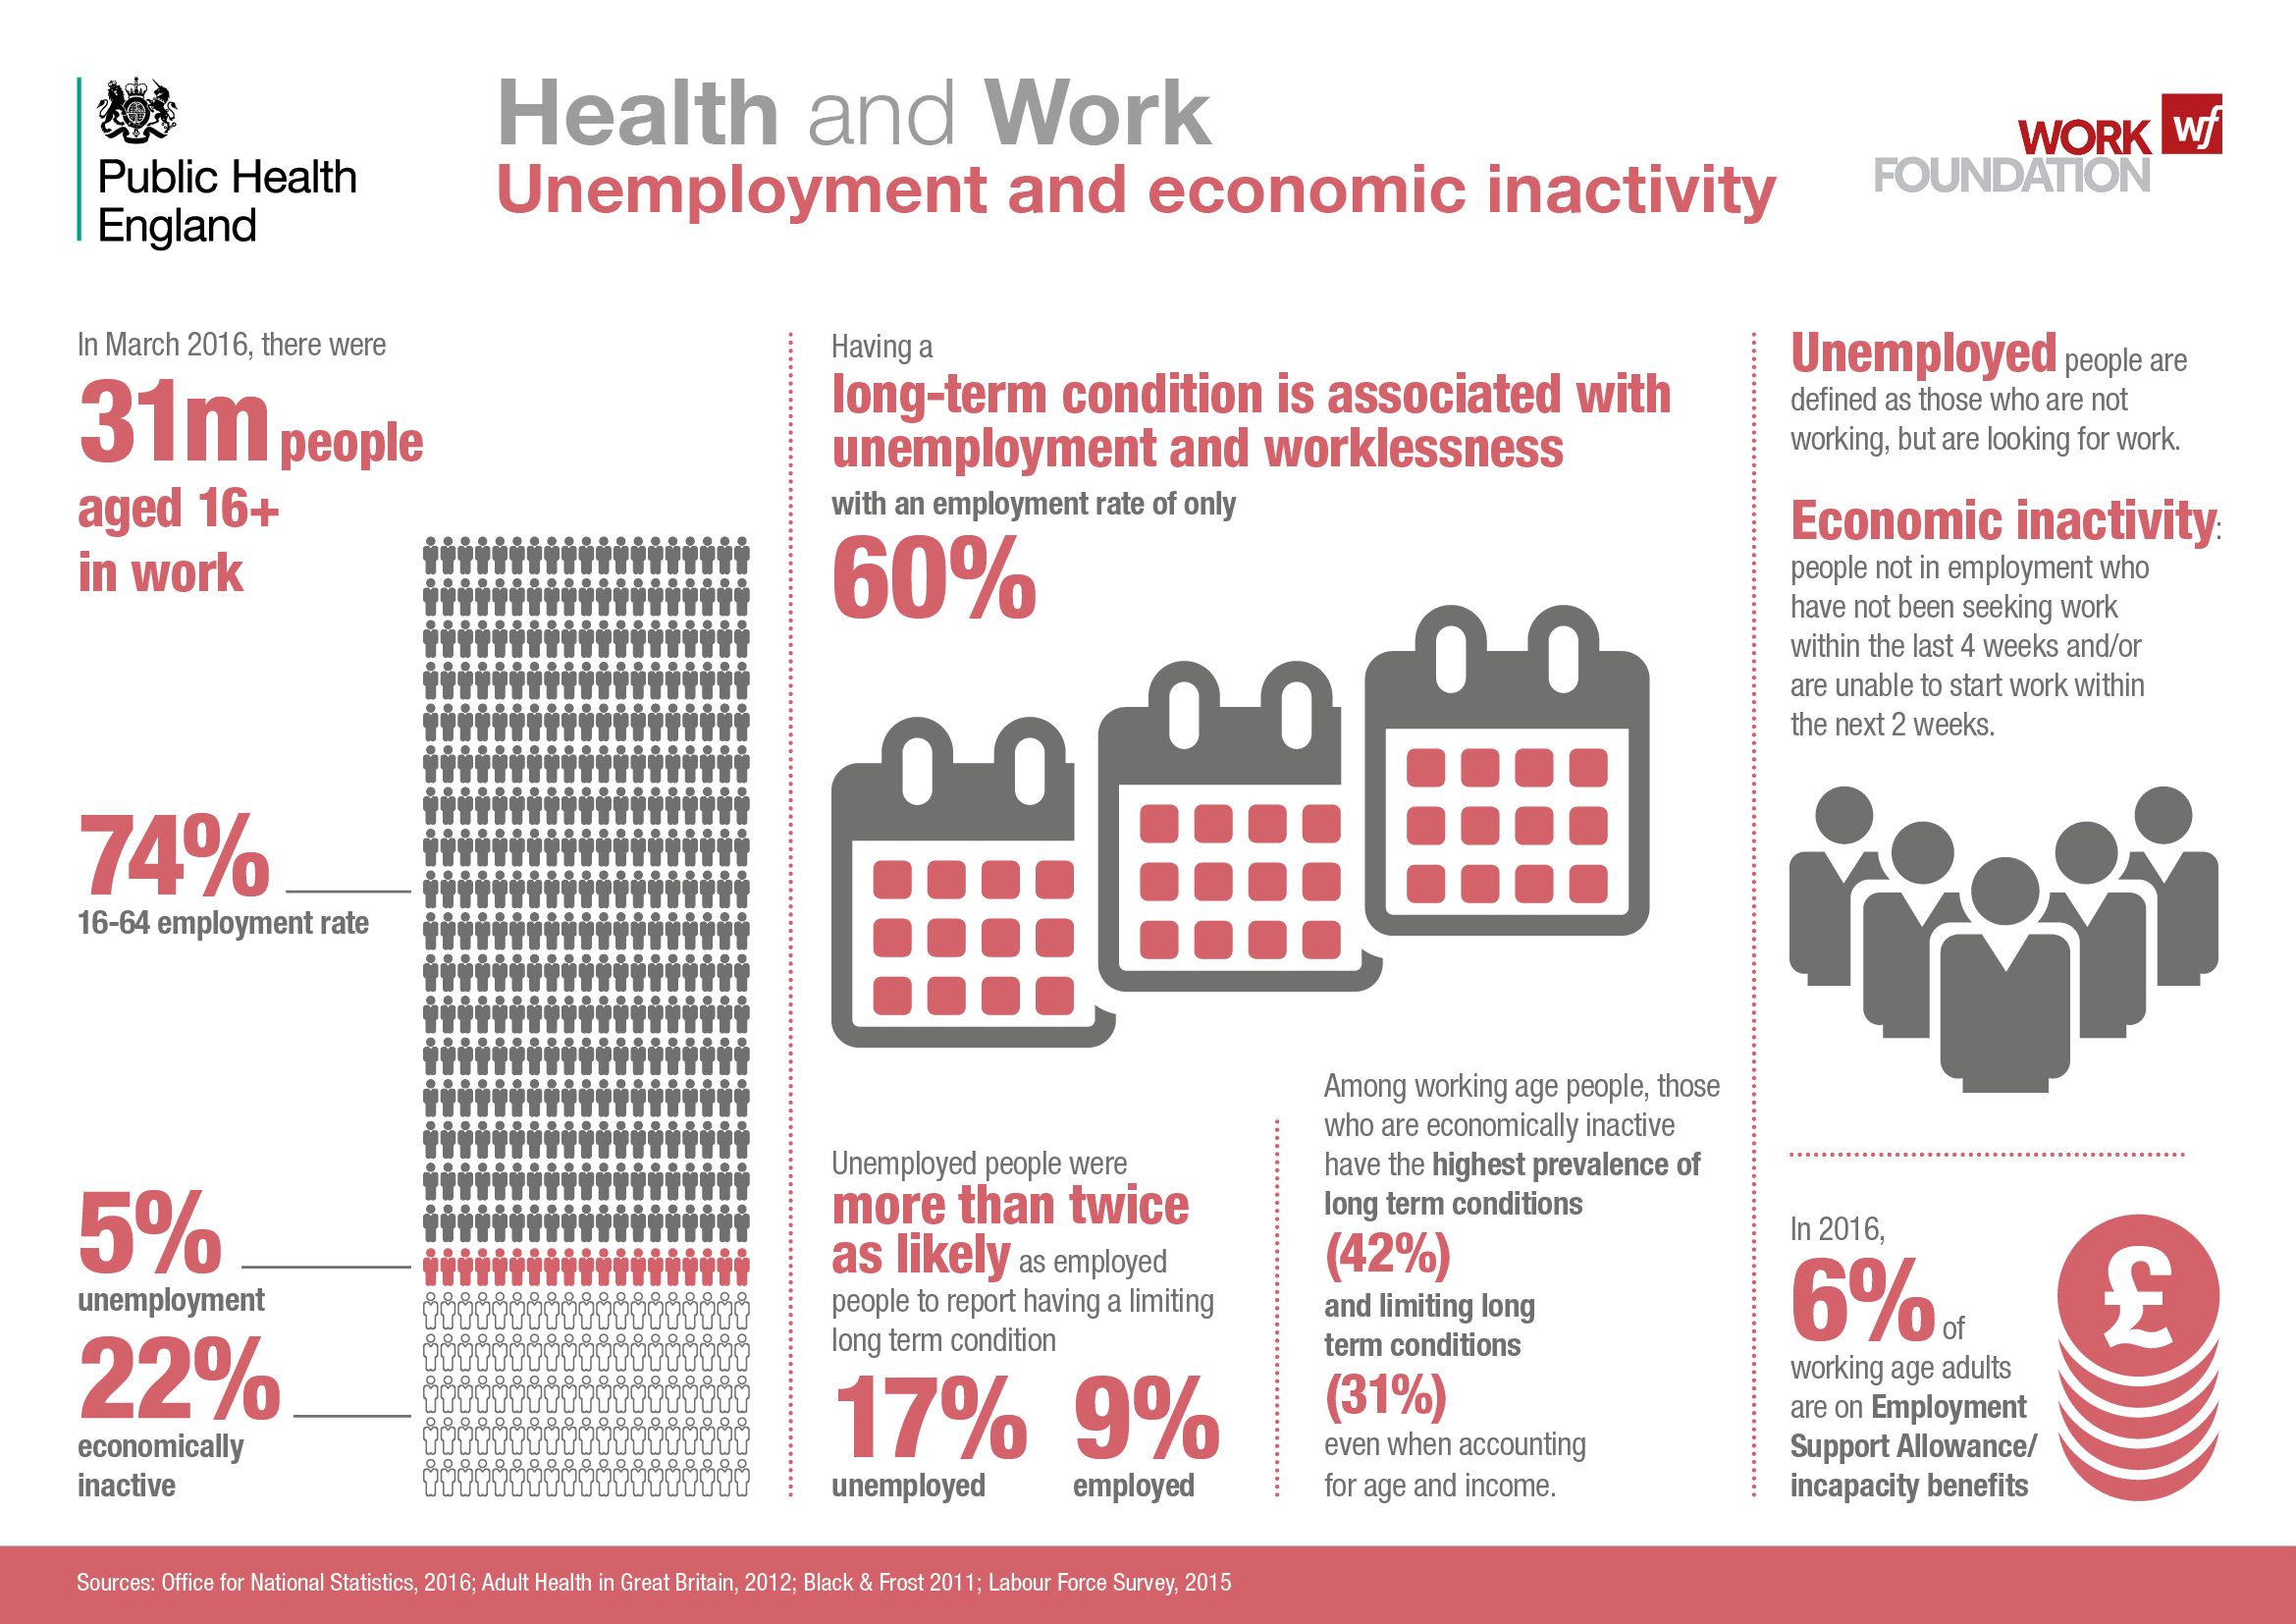 Public Health
England
Health and Work
Unemployment and economic inactivity
WORK
FOUNDATION
wf
In March 2016, there were
31m people
aged 16+
in work
74%
16-64 employment rate
5%
unemployment
22%
economically
inactive
Having a
long-term condition is associated with
unemployment and worklessness
with an employment rate of only
60%
Unemployed people were
more than twice
as likely as employed
people to report having a limiting
long term condition
17%
unemployed
9%
employed
Among working age people, those
who are economically inactive
have the highest prevalence of
long term conditions
(42%)
and limiting long
term conditions
(31%)
even when accounting
for age and income.
Unemployed people are
defined as those who are not
working, but are looking for work.
Economic inactivity:
people not in employment who
have not been seeking work
within the last 4 weeks and/or
are unable to start work within
the next 2 weeks.
In 2016,
6% of
working age adults
are on Employment
Support Allowance/
incapacity benefits
£
Sources: Office for National Statistics, 2016; Adult Health in Great Britain, 2012; Black & Frost 2011; Labour Force Survey, 2015